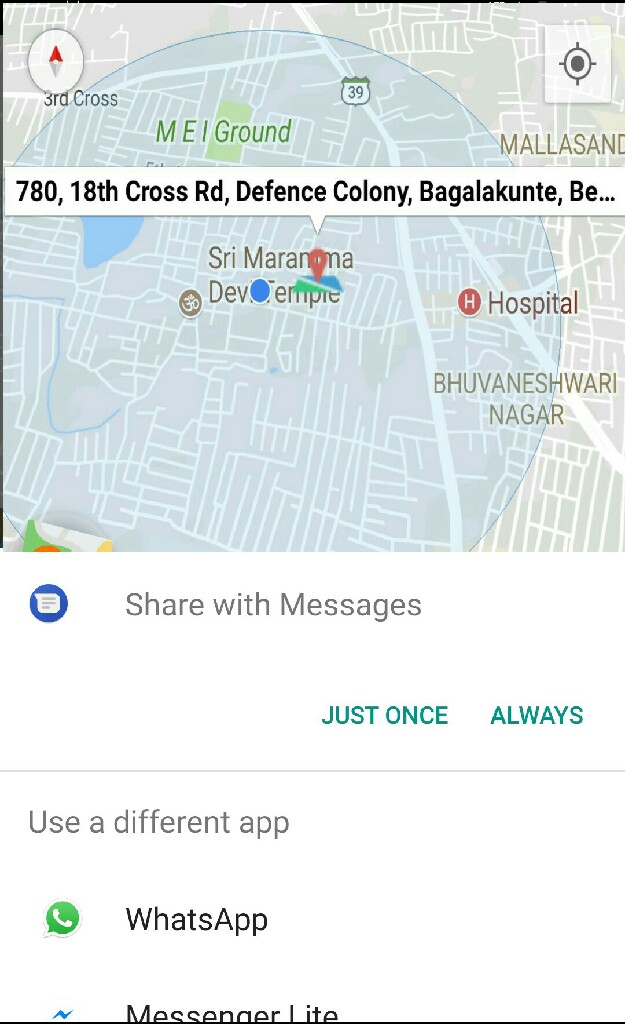 39
3rd Cross
M E I Ground
MALLASAND
780, 18th Cross Rd, Defence Colony, Bagalakunte, Be...
Sri Maramma
Devi Temple
H Hospital
BHUVANESHWARI
NAGAR
Share with Messages
JUST ONCE ALWAYS
Use a different app
WhatsApp
Messenger Lite